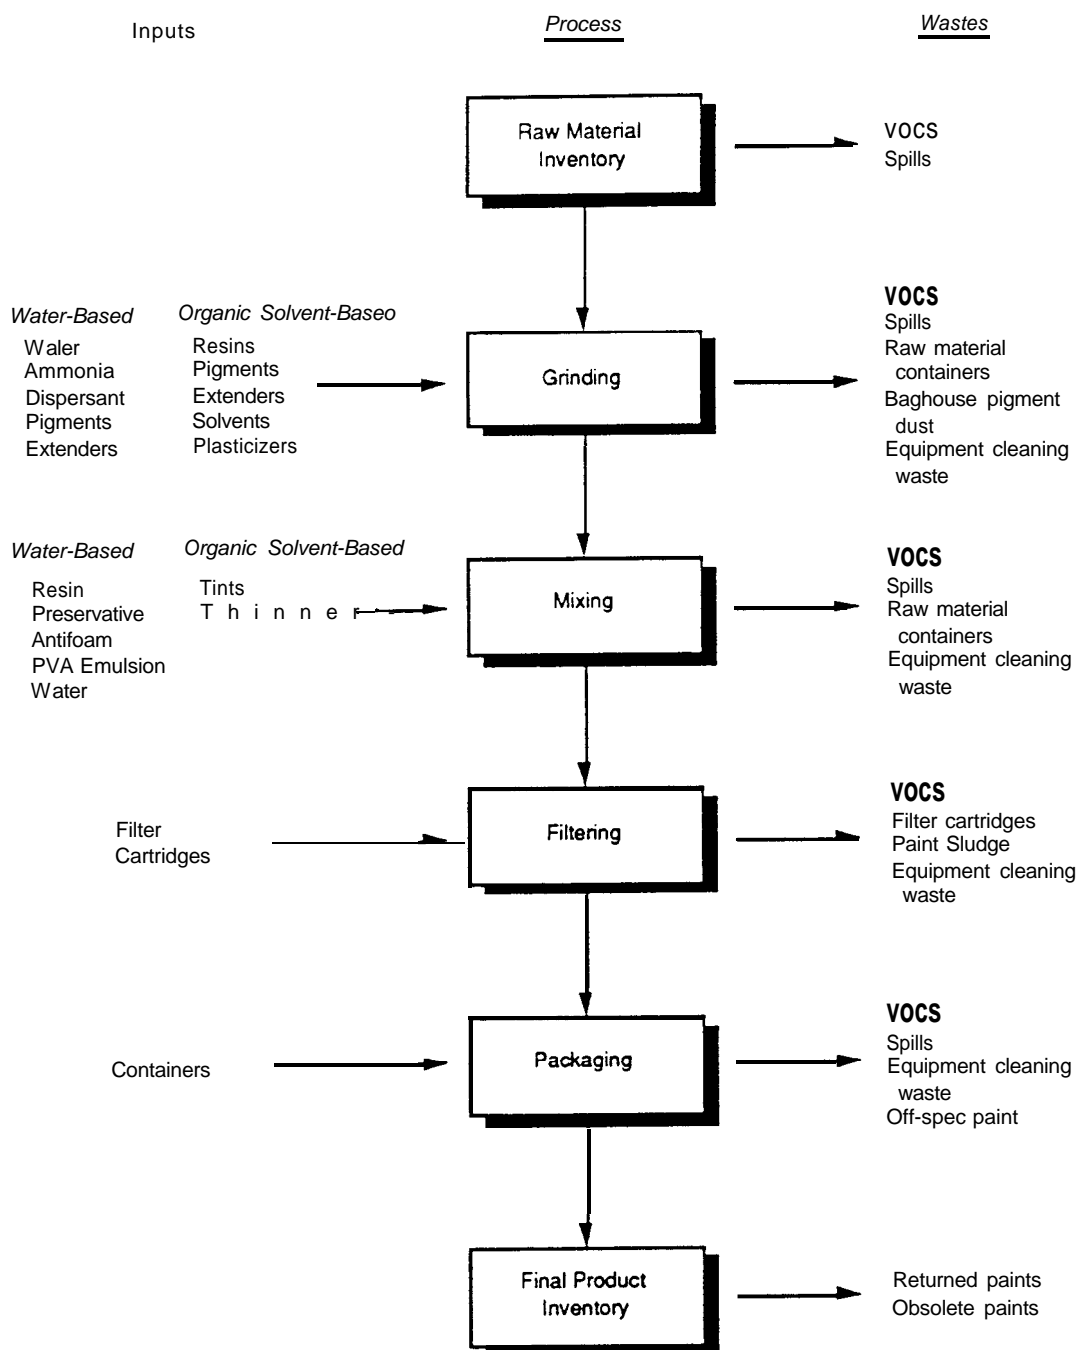 Inputs
Process
Wastes
Raw Material
Inventory
VOCS
Spills
Water-Based
Organic Solvent-Baseo
Waler
Ammonia
Dispersant
Pigments
Extenders
Resins
Pigments
Extenders
Solvents
Plasticizers
Grinding
VOCS
Spills
Raw material
containers
Baghouse pigment
dust
Equipment cleaning
waste
Water-Based
Organic Solvent-Based
Resin
Preservative
Antifoam
PVA Emulsion
Water
Tints
Thinner
Mixing
VOCS
Spills
Raw material
containers
Equipment cleaning
waste
Filter
Cartridges
Filtering
VOCS
Filter cartridges
Paint Sludge
Equipment cleaning
waste
Containers
Packaging
VOCS
Spills
Equipment cleaning
waste
Off-spec paint
Final Product
Inventory
Returned paints
Obsolete paints